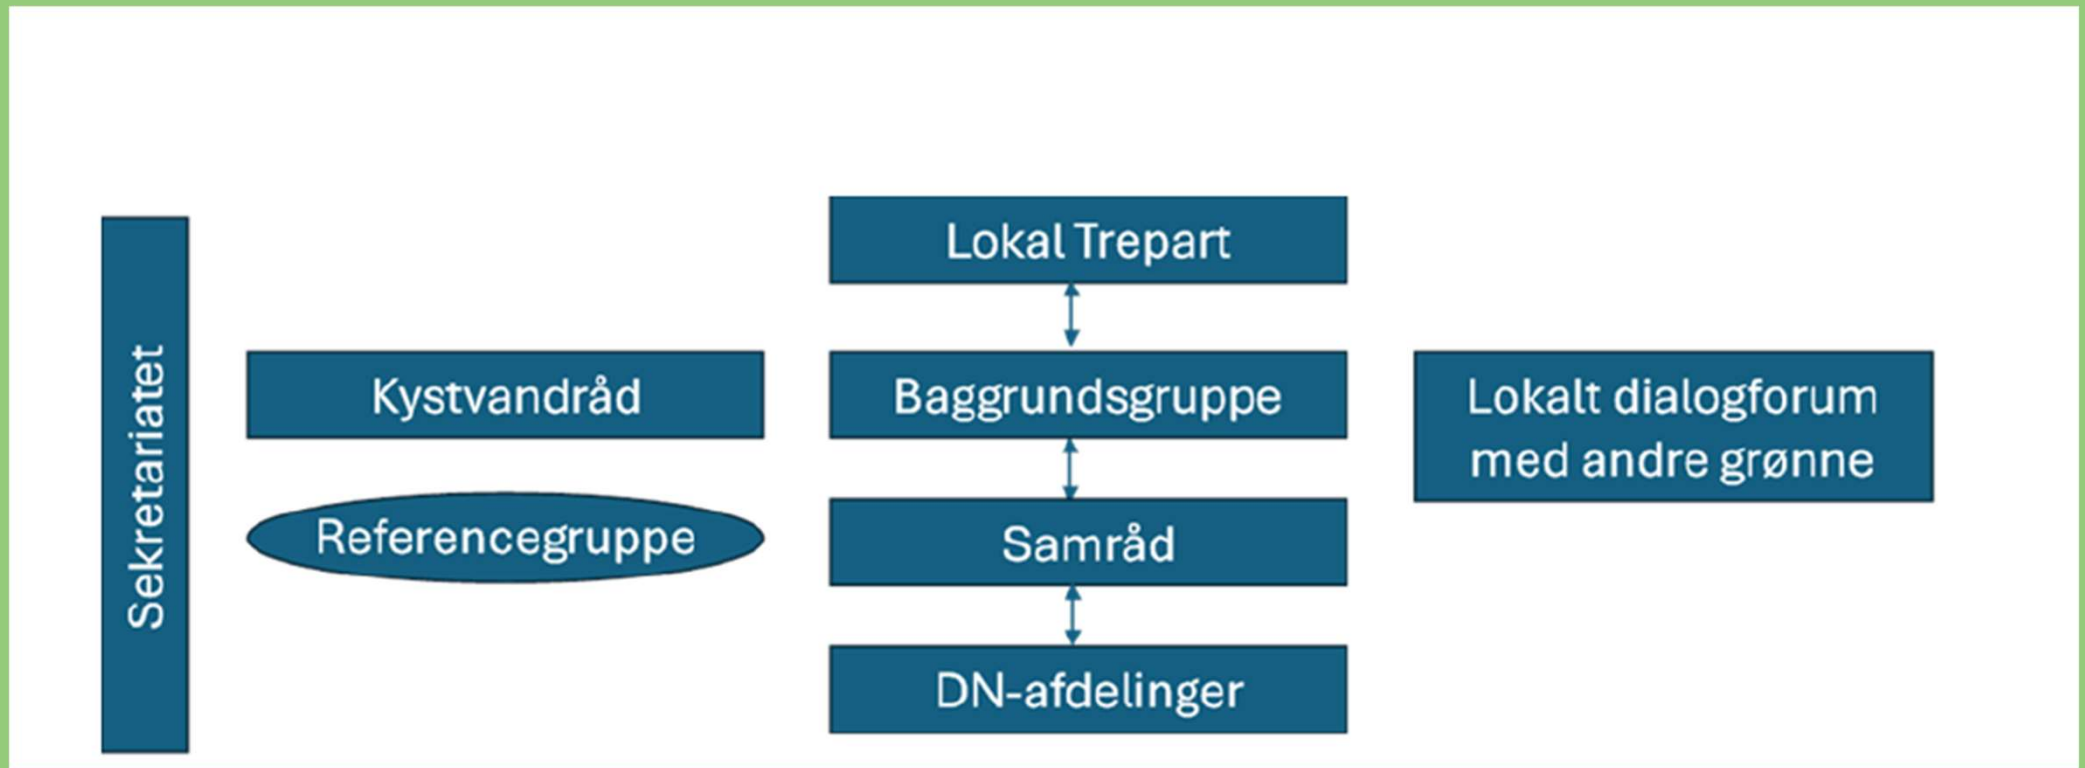 Sekretariatet
Lokal Trepart
Kystvandråd
Baggrundsgruppe
Lokalt dialogforum
med andre grønne
Referencegruppe
Samråd
DN-afdelinger